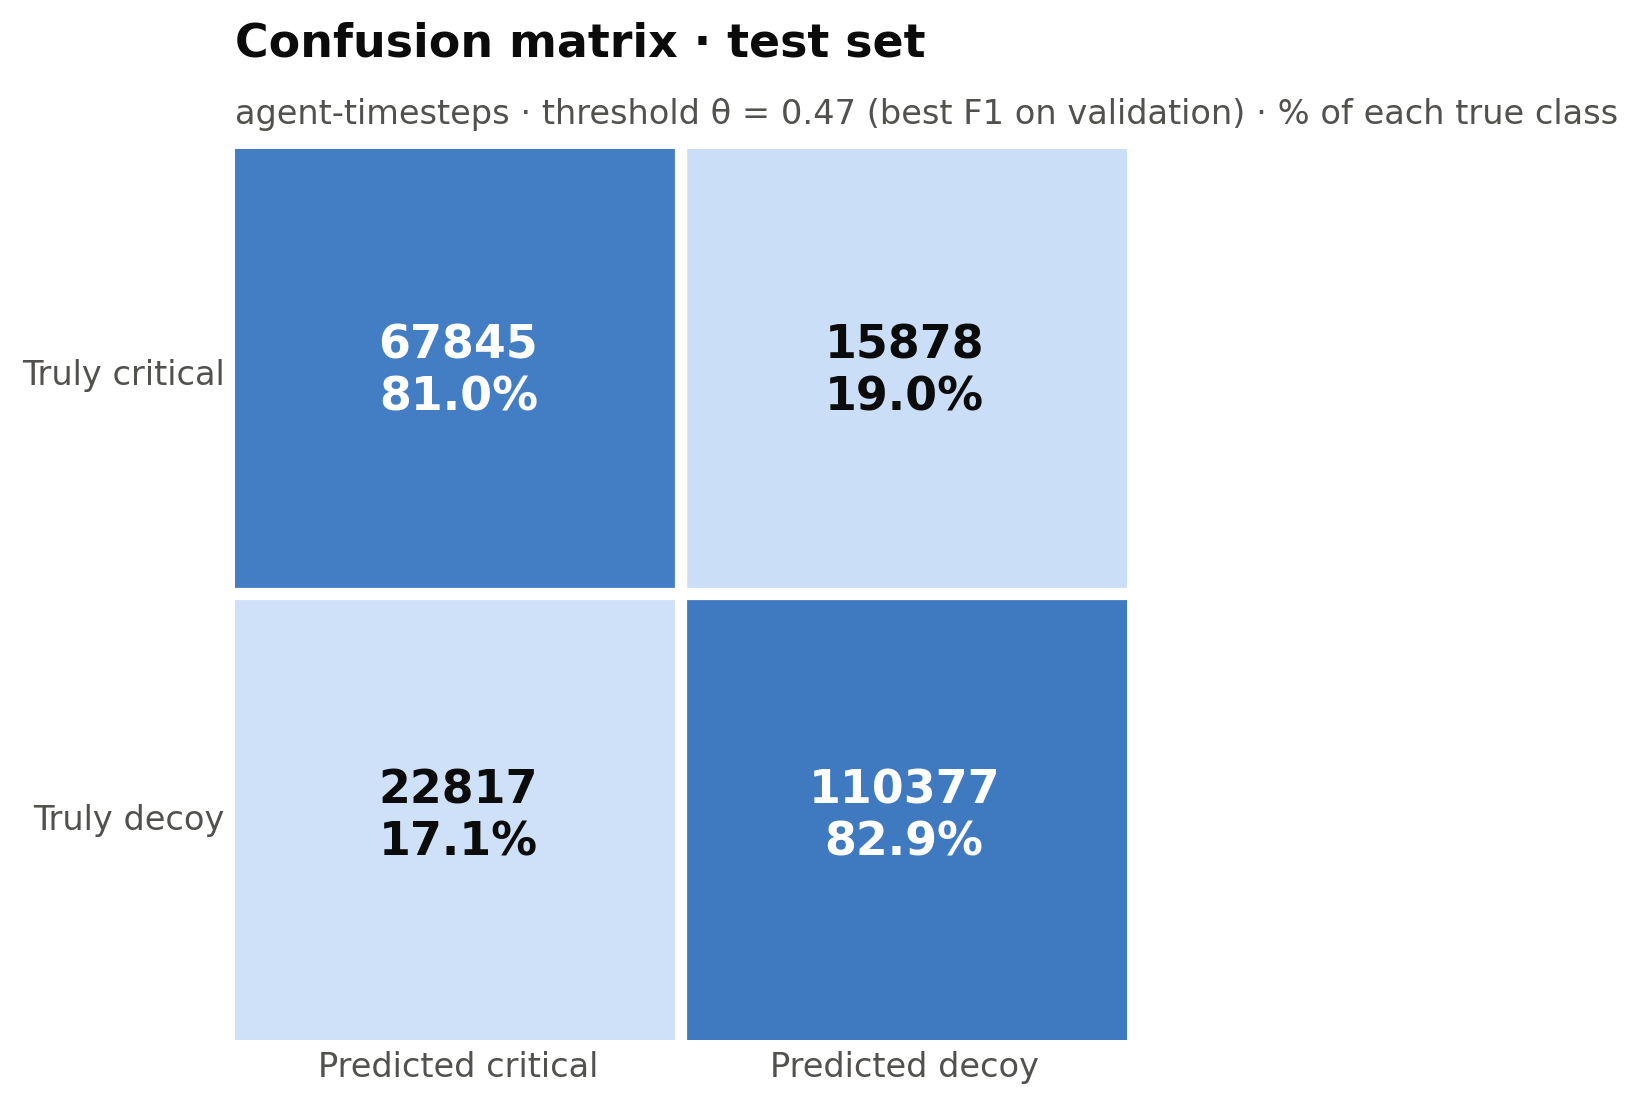 Confusion matrix · test set
agent-timesteps · threshold θ = 0.47 (best F1 on validation) · % of each true class
Truly critical
67845
81.0%
15878
19.0%
Truly decoy
22817
17.1%
110377
82.9%
Predicted critical
Predicted decoy